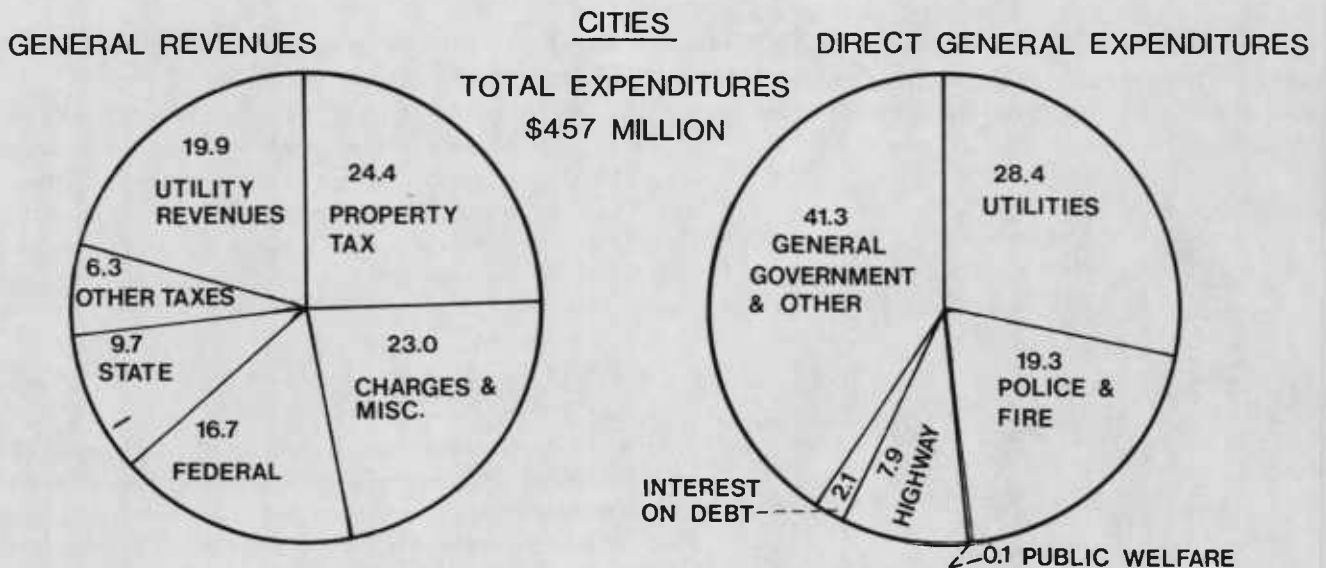 CITIES
GENERAL REVENUES
DIRECT GENERAL EXPENDITURES
TOTAL EXPENDITURES
$457 MILLION
19.9
UTILITY
REVENUES
24.4
PROPERTY
TAX
6.3
OTHER TAXES
9.7
STATE
23.0
CHARGES &
MISC.
16.7
FEDERAL
28.4
UTILITIES
41.3
GENERAL
GOVERNMENT
& OTHER
19.3
POLICE &
FIRE
7.9
HIGHWAY
2.1
INTEREST
ON DEBT
0.1 PUBLIC WELFARE